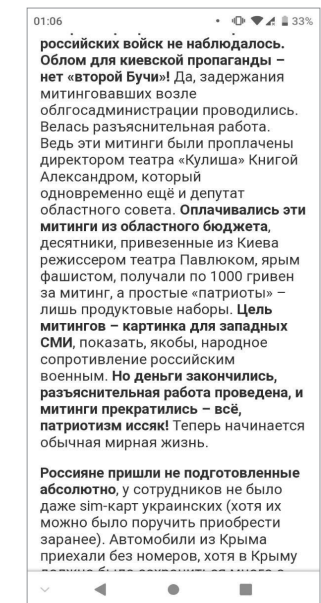 01:06
33%
российских войск не наблюдалось.
Облом для киевской пропаганды –
нет «второй Бучи»! Да, задержания
митинговавших возле
облгосадминистрации проводились.
Велась разъяснительная работа.
Ведь эти митинги были проплачены
директором театра «Кулиша» Книгой
Александром, который
одновременно ещё и депутат
областного совета. Оплачивались эти
митинги из областного бюджета,
десятники, привезенные из Киева
режиссером театра Павлюком, ярым
фашистом, получали по 1000 гривен
за митинг, а простые «патриоты» –
лишь продуктовые наборы. Цель
митингов – картинка для западных
СМИ, показать, якобы, народное
сопротивление российским
военным. Но деньги закончились,
разъяснительная работа проведена, и
митинги прекратились – всё,
патриотизм иссяк! Теперь начинается
обычная мирная жизнь.
Россияне пришли не подготовленные
абсолютно, у сотрудников не было
даже sim-карт украинских (хотя их
можно было поручить приобрести
заранее). Автомобили из Крыма
приехали без номеров, хотя в Крыму